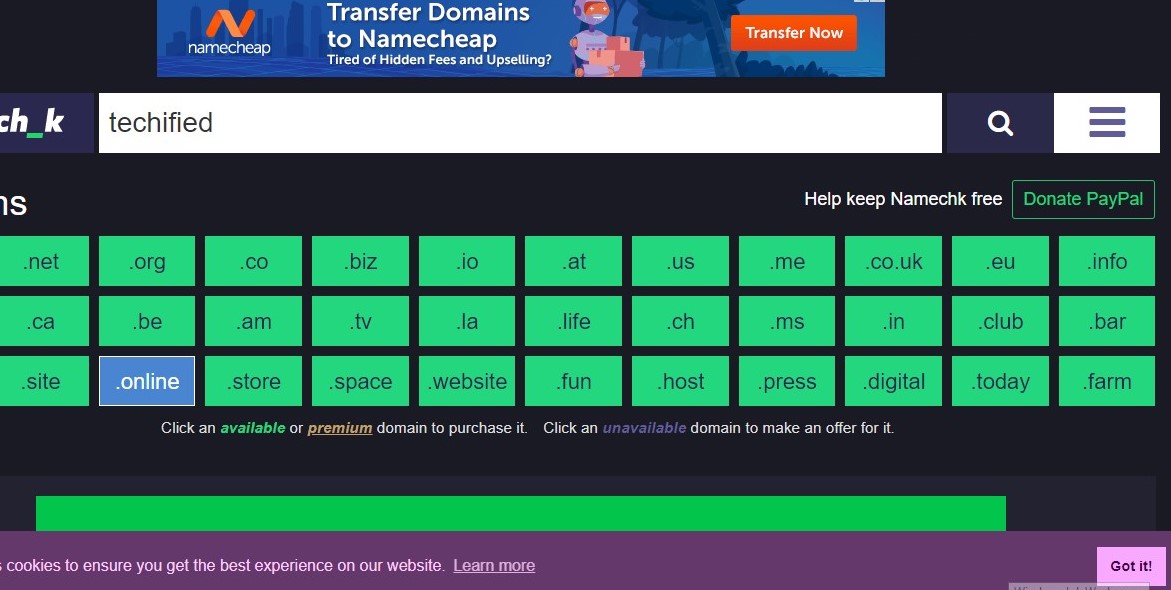 Transfer Domains
to Namecheap
Tired of Hidden Fees and Upselling?
namecheap
Transfer Now
ch_k
techified
ns
Help keep Namechk free
Donate PayPal
.net .org .co .biz .io .at .us .me .co.uk .eu .info
.ca .be .am .tv .la .life .ch .ms .in .club .bar
.site .online .store .space .website .fun .host .press .digital .today .farm
Click an available or premium domain to purchase it. Click an unavailable domain to make an offer for it.
s cookies to ensure you get the best experience on our website. Learn more
Got it!